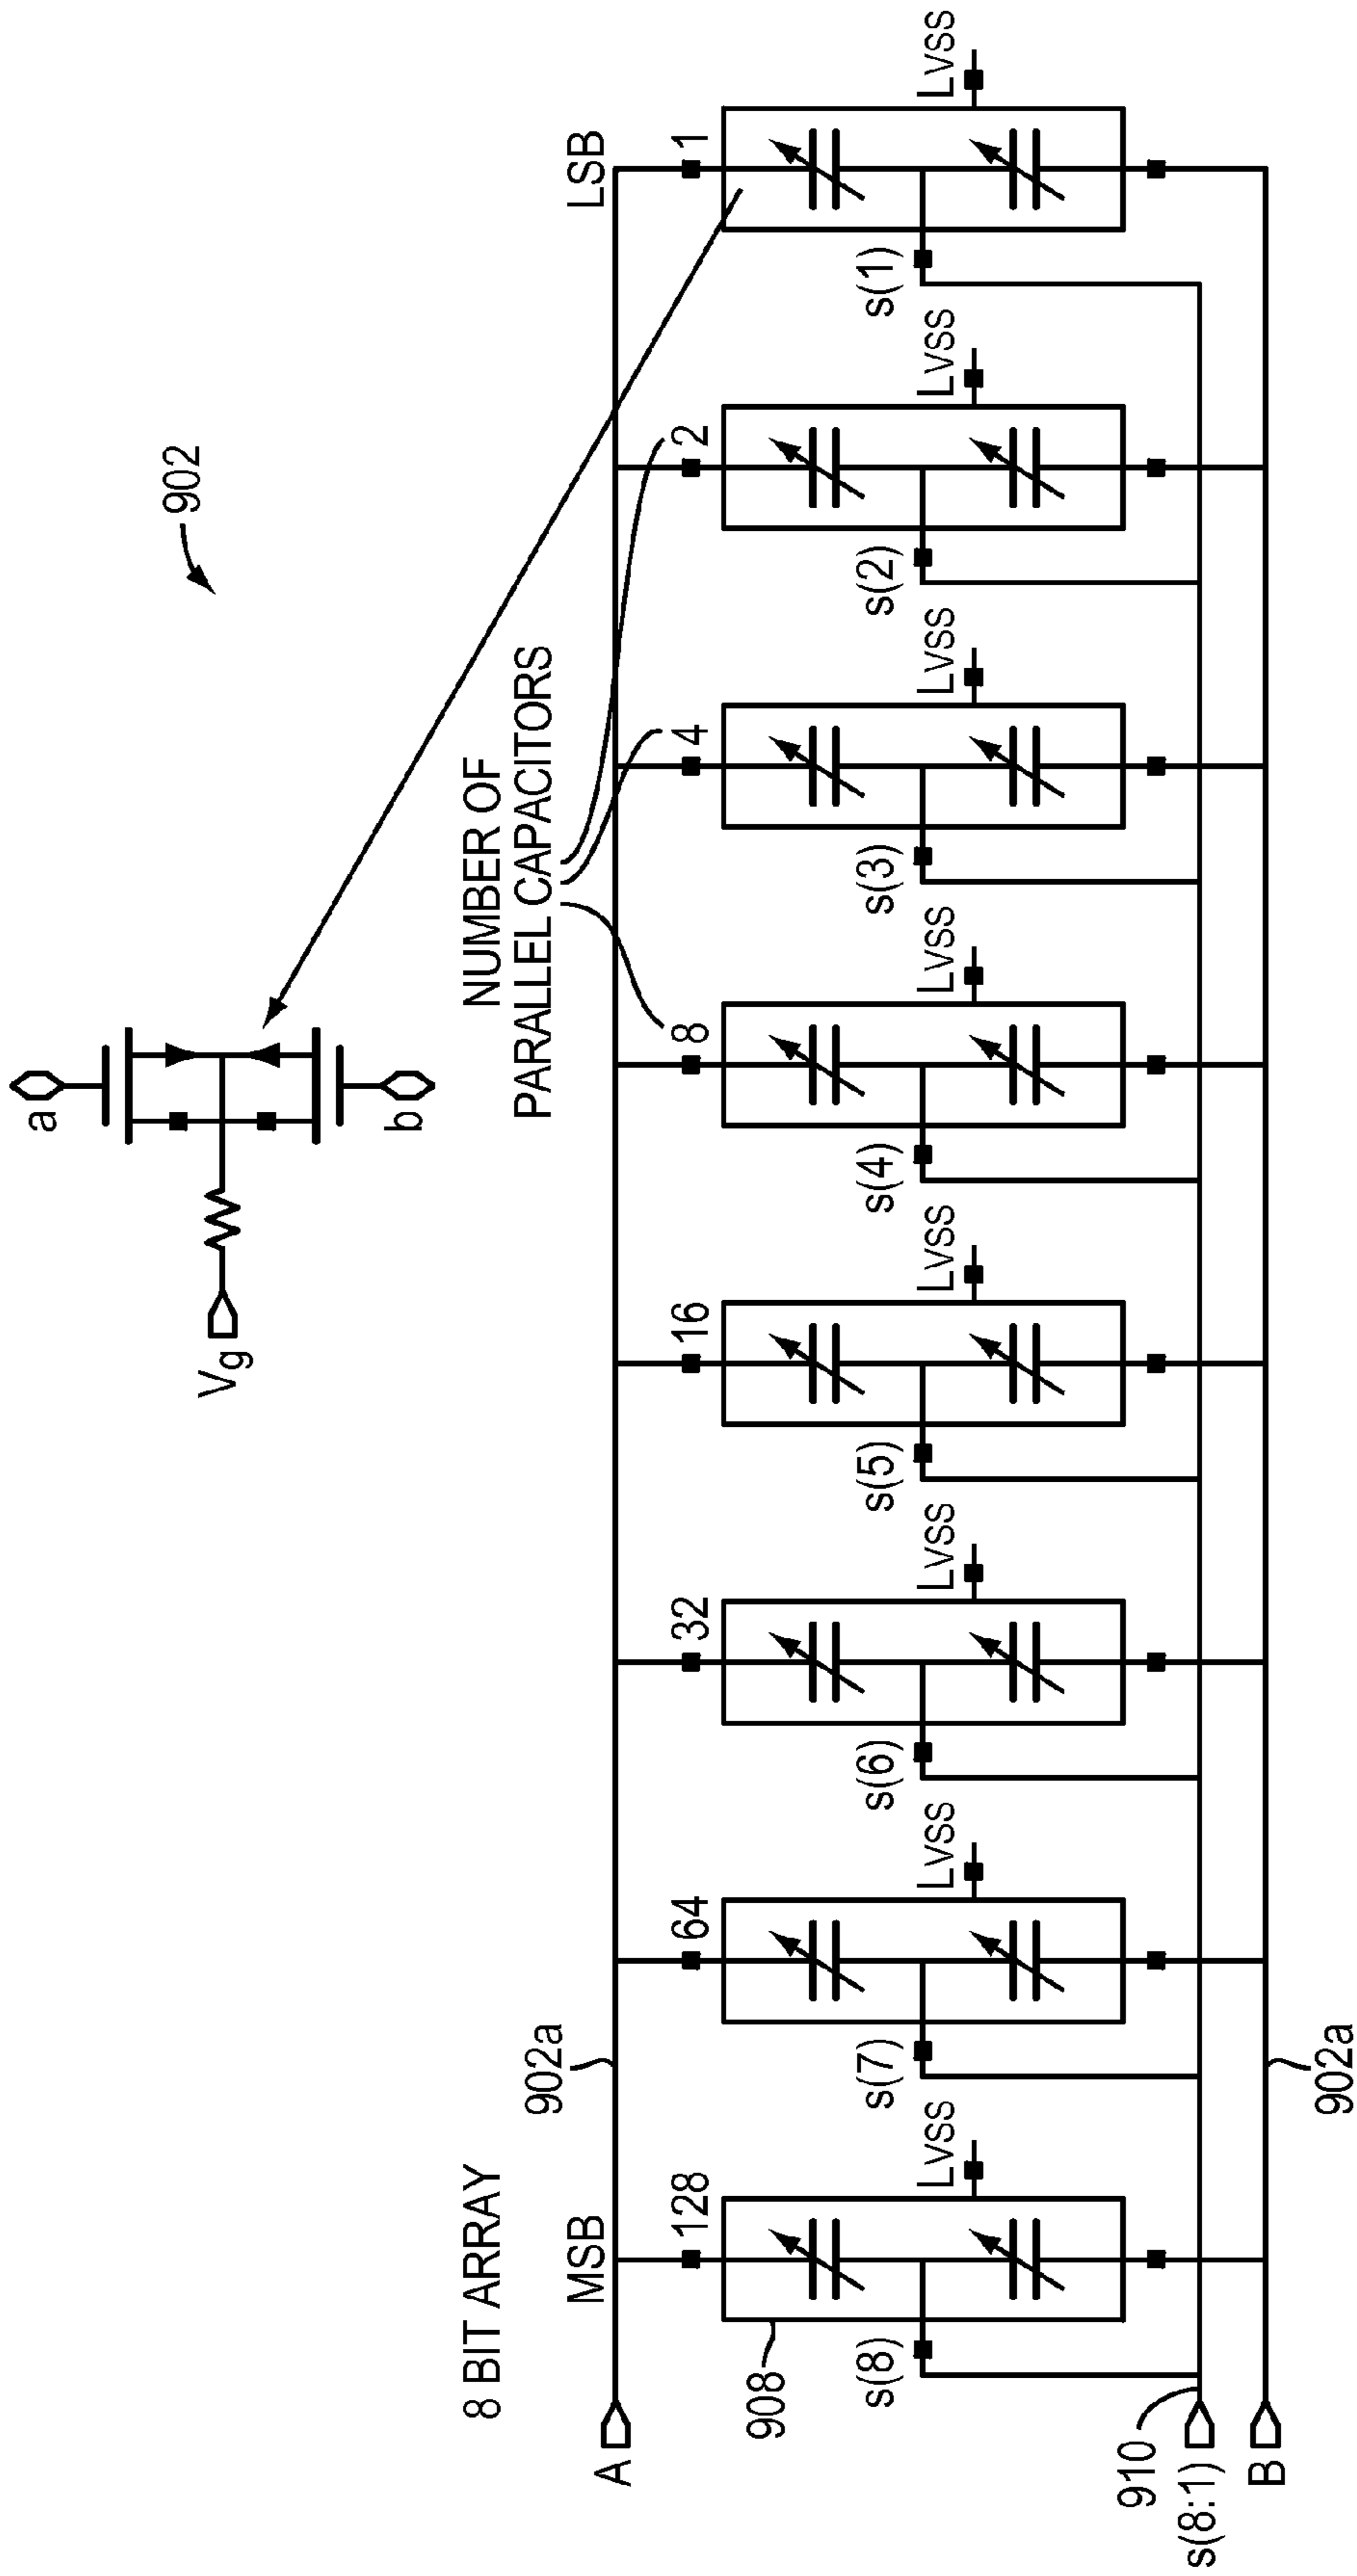 902
a
Vg
b
NUMBER OF
PARALLEL CAPACITORS
8 BIT ARRAY
902a
MSB
LSB
A
128
64
32
16
8
4
2
1
908
s(8)
s(7)
s(6)
s(5)
s(4)
s(3)
s(2)
s(1)
LVSS
LVSS
LVSS
LVSS
LVSS
LVSS
LVSS
LVSS
910
s(8:1)
B
902a